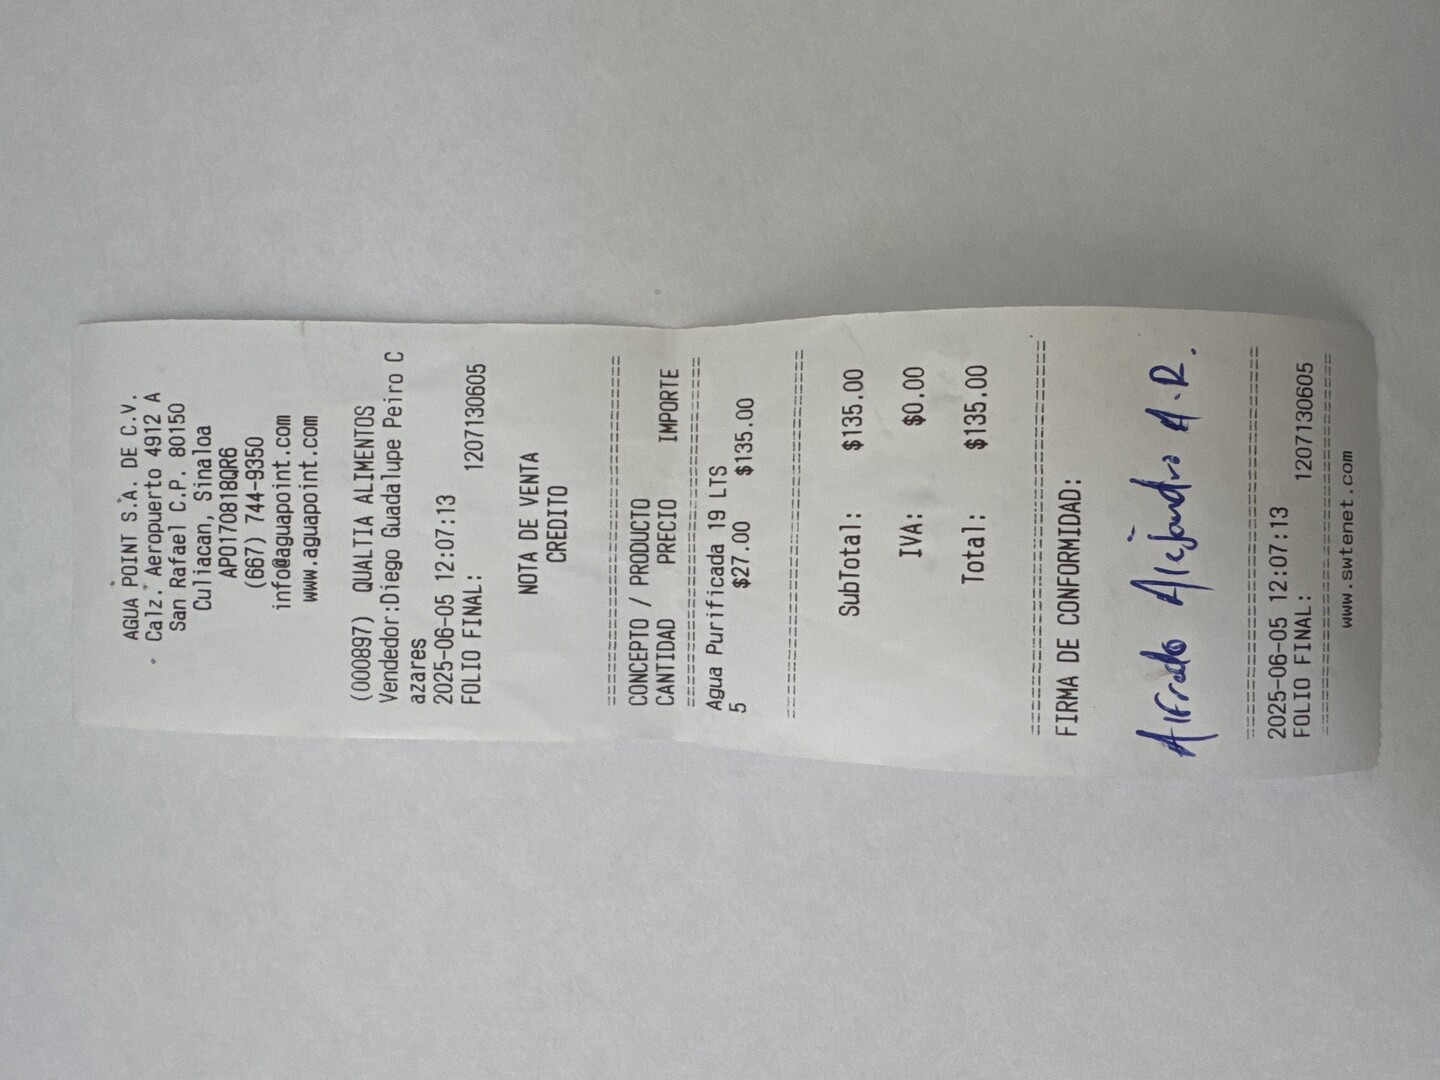 AGUA POINT S.A. DE C.V.
Calz. Aeropuerto 4912 A
San Rafael C.P. 80150
Culiacan, Sinaloa
APO170818QR6
(667) 744-9350
info@aguapoint.com
www.aguapoint.com
(000897) QUALTIA ALIMENTOS
Vendedor:Diego Guadalupe Peiro C
azares
2025-06-05 12:07:13
FOLIO FINAL: 1207130605
NOTA DE VENTA
CREDITO
================================
CONCEPTO / PRODUCTO
CANTIDAD PRECIO IMPORTE
================================
Agua Purificada 19 LTS
5 $27.00 $135.00
================================
SubTotal: $135.00
IVA: $0.00
Total: $135.00
================================
FIRMA DE CONFORMIDAD:
Alfredo Alejandro A.R.
================================
2025-06-05 12:07:13
FOLIO FINAL: 1207130605
================================
www.swtenet.com